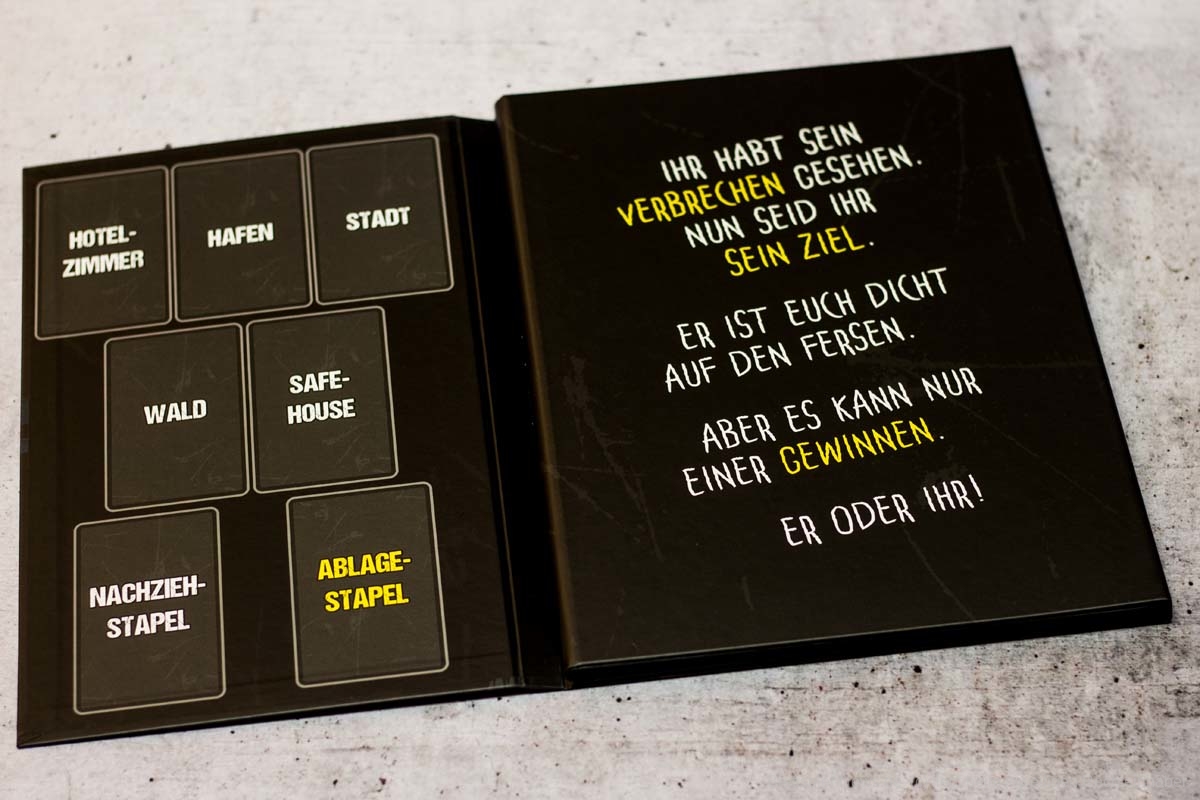 HOTEL-
ZIMMER
HAFEN
STADT
WALD
SAFE-
HOUSE
NACHZIEH-
STAPEL
ABLAGE-
STAPEL
IHR HABT SEIN
VERBRECHEN GESEHEN.
NUN SEID IHR
SEIN ZIEL.
ER IST EUCH DICHT
AUF DEN FERSEN.
ABER ES KANN NUR
EINER GEWINNEN.
ER ODER IHR!